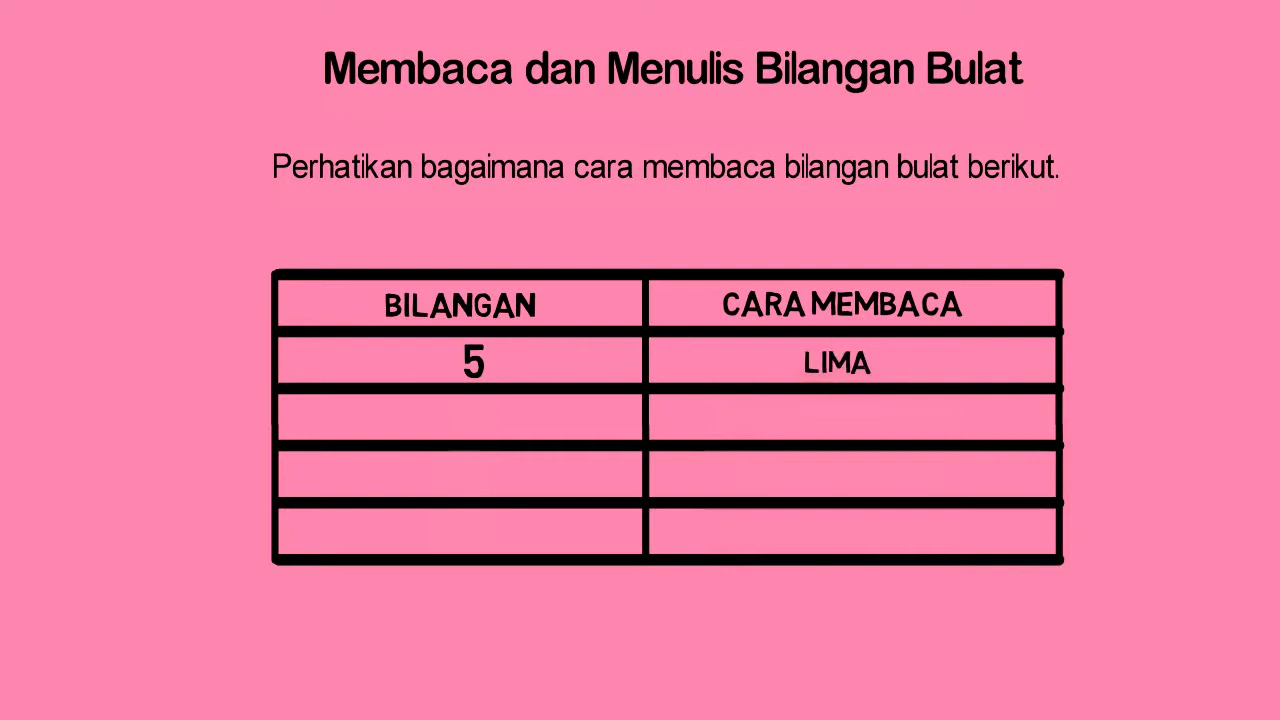 Membaca dan Menulis Bilangan Bulat
Perhatikan bagaimana cara membaca bilangan bulat berikut.
BILANGAN CARA MEMBACA
5 LIMA